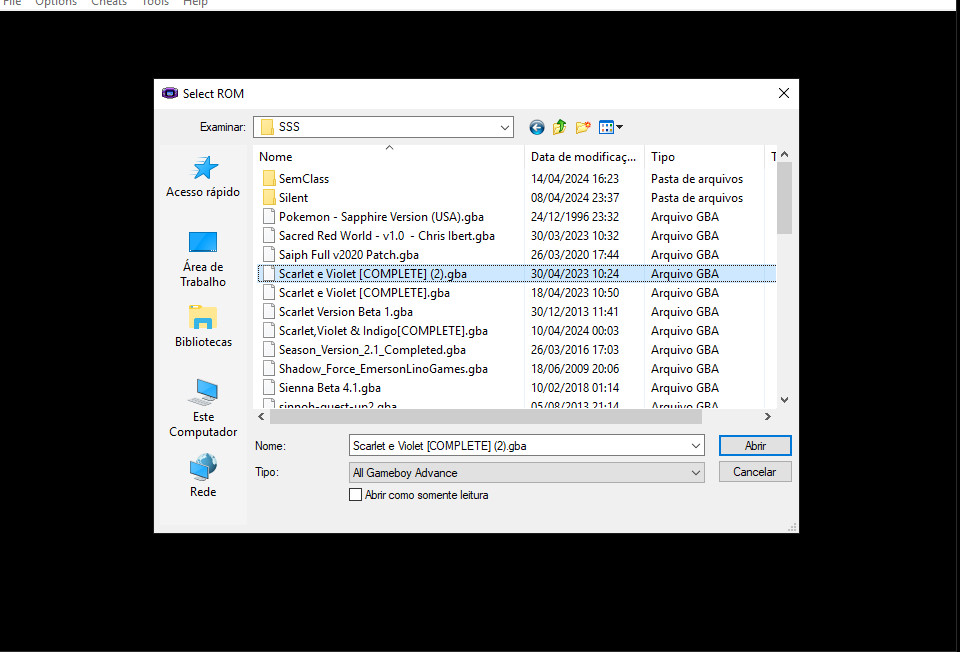 File Options Cheats Tools Help
Select ROM
Examinar: SSS
Nome Data de modificaç... Tipo T
SemClass 14/04/2024 16:23 Pasta de arquivos
Silent 08/04/2024 23:37 Pasta de arquivos
Pokemon - Sapphire Version (USA).gba 24/12/1996 23:32 Arquivo GBA
Sacred Red World - v1.0  - Chris Ibert.gba 30/03/2023 10:32 Arquivo GBA
Saiph Full v2020 Patch.gba 26/03/2020 17:44 Arquivo GBA
Scarlet e Violet [COMPLETE] (2).gba 30/04/2023 10:24 Arquivo GBA
Scarlet e Violet [COMPLETE].gba 18/04/2023 10:50 Arquivo GBA
Scarlet Version Beta 1.gba 30/12/2013 11:41 Arquivo GBA
Scarlet,Violet & Indigo[COMPLETE].gba 10/04/2024 00:03 Arquivo GBA
Season_Version_2.1_Completed.gba 26/03/2016 17:03 Arquivo GBA
Shadow_Force_EmersonLinoGames.gba 18/06/2009 20:06 Arquivo GBA
Sienna Beta 4.1.gba 10/02/2018 01:14 Arquivo GBA
sinnoh-quest-up2.gba 05/08/2013 21:14 Arquivo GBA
Acesso rápido
Área de
Trabalho
Bibliotecas
Este
Computador
Rede
Nome: Scarlet e Violet [COMPLETE] (2).gba Abrir
Tipo: All Gameboy Advance Cancelar
Abrir como somente leitura